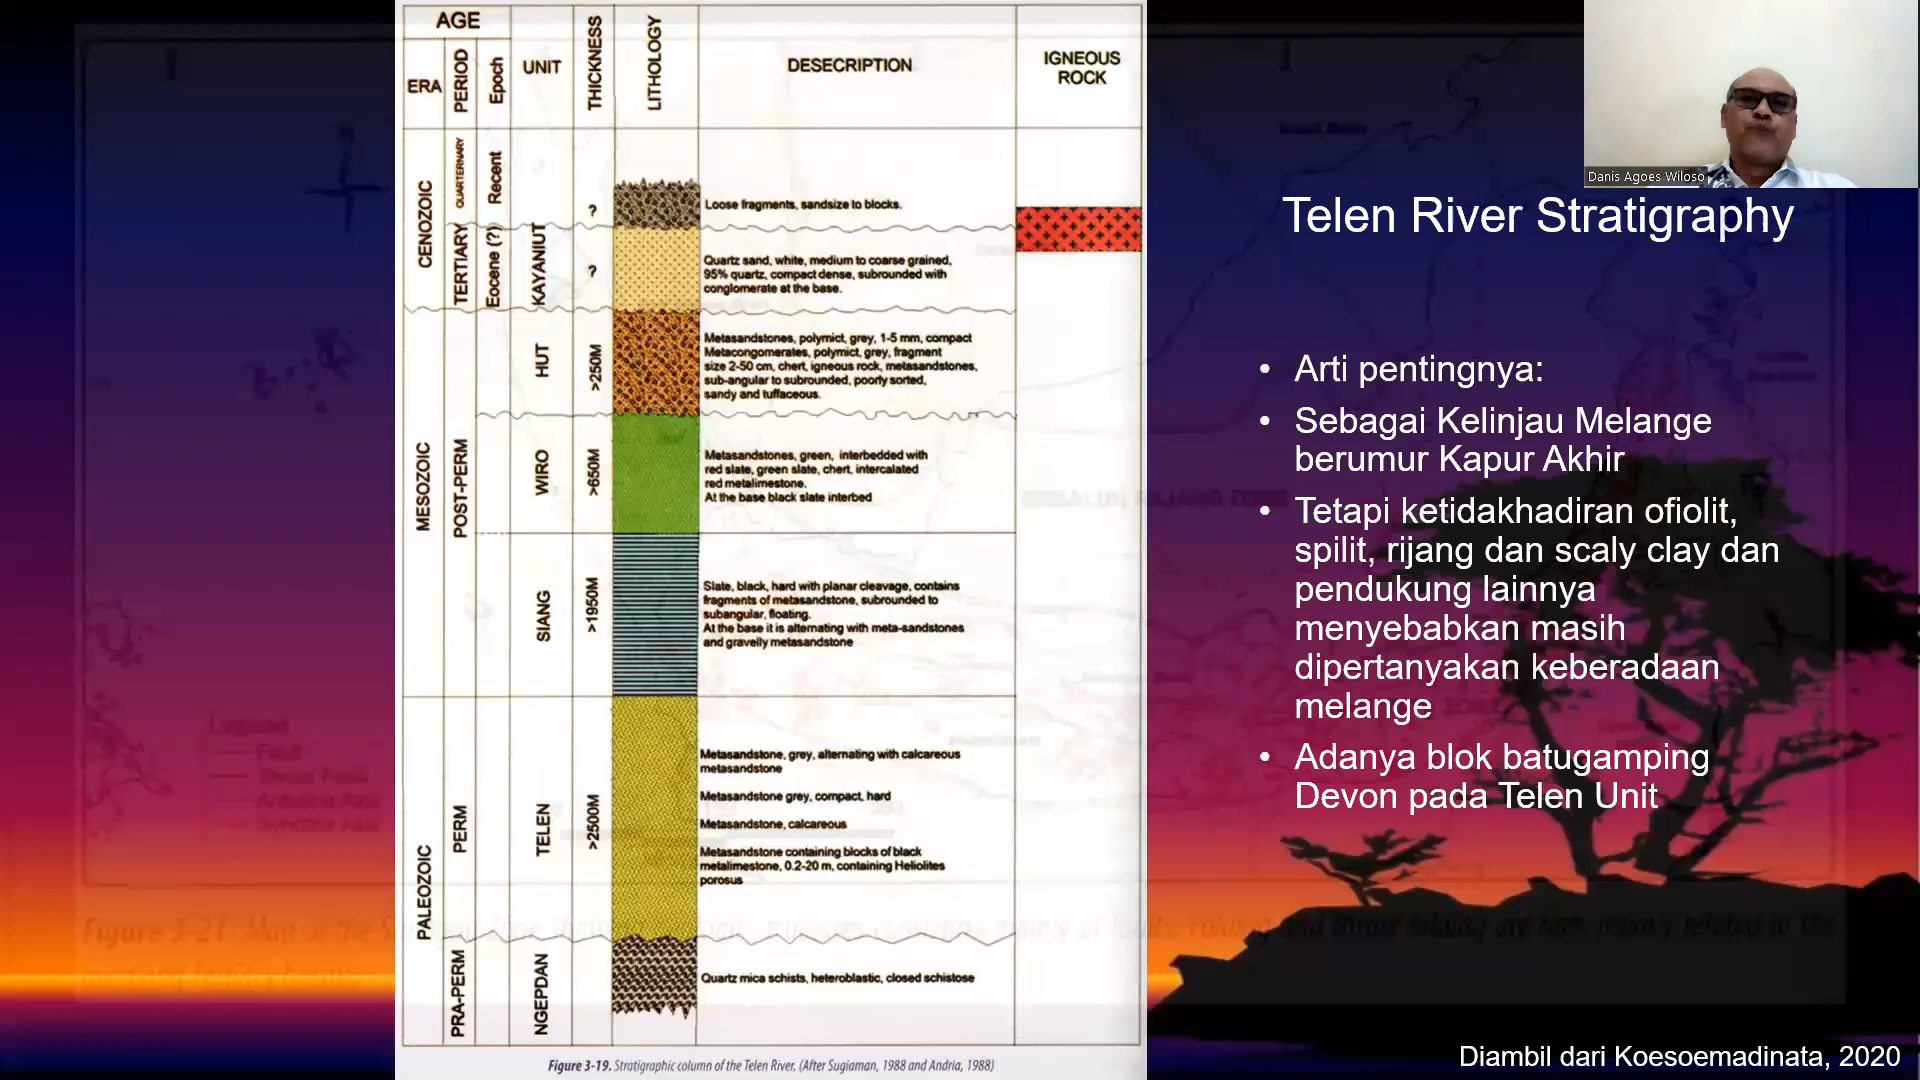 AGE
ERA
PERIOD
Epoch
UNIT
THICKNESS
LITHOLOGY
DESECRIPTION
IGNEOUS
ROCK
CENOZOIC
QUARTERNARY
Recent
?
Loose fragments, sandsize to blocks.
TERTIARY
Eocene (?)
KAYANIUT
?
Quartz sand, white, medium to coarse grained,
95% quartz, compact dense, subrounded with
conglomerate at the base.
MESOZOIC
POST-PERM
HUT
>250M
Metasandstones, polymict, grey, 1-5 mm, compact
Metacongomerates, polymict, grey, fragment
size 2-50 cm, chert, igneous rock, metasandstones,
sub-angular to subrounded, poorly sorted,
sandy and tuffaceous.
WIRO
>650M
Metasandstones, green, interbedded with
red slate, green slate, chert, intercalated
red metalimestone.
At the base black slate interbed
SIANG
>1950M
Slate, black, hard with planar cleavage, contains
fragments of metasandstone, subrounded to
subangular, floating.
At the base it is alternating with meta-sandstones
and gravelly metasandstone
PALEOZOIC
PERM
TELEN
>2500M
Metasandstone, grey, alternating with calcareous
metasandstone
Metasandstone grey, compact, hard
Metasandstone, calcareous
Metasandstone containing blocks of black
metalimestone, 0.2-20 m, containing Heliolites
porosus
PRA-PERM
NGEPDAN
Quartz mica schists, heteroblastic, closed schistose
Figure 3-19. Stratigraphic column of the Telen River. (After Sugiaman, 1988 and Andria, 1988)
Danis Agoes Wiloso
Telen River Stratigraphy
• Arti pentingnya:
• Sebagai Kelinjau Melange
berumur Kapur Akhir
• Tetapi ketidakhadiran ofiolit,
spilit, rijang dan scaly clay dan
pendukung lainnya
menyebabkan masih
dipertanyakan keberadaan
melange
• Adanya blok batugamping
Devon pada Telen Unit
Diambil dari Koesoemadinata, 2020
Legend
Fault
Thrust Fault
Anticline Axis
Syncline Axis
Figure 3-21.